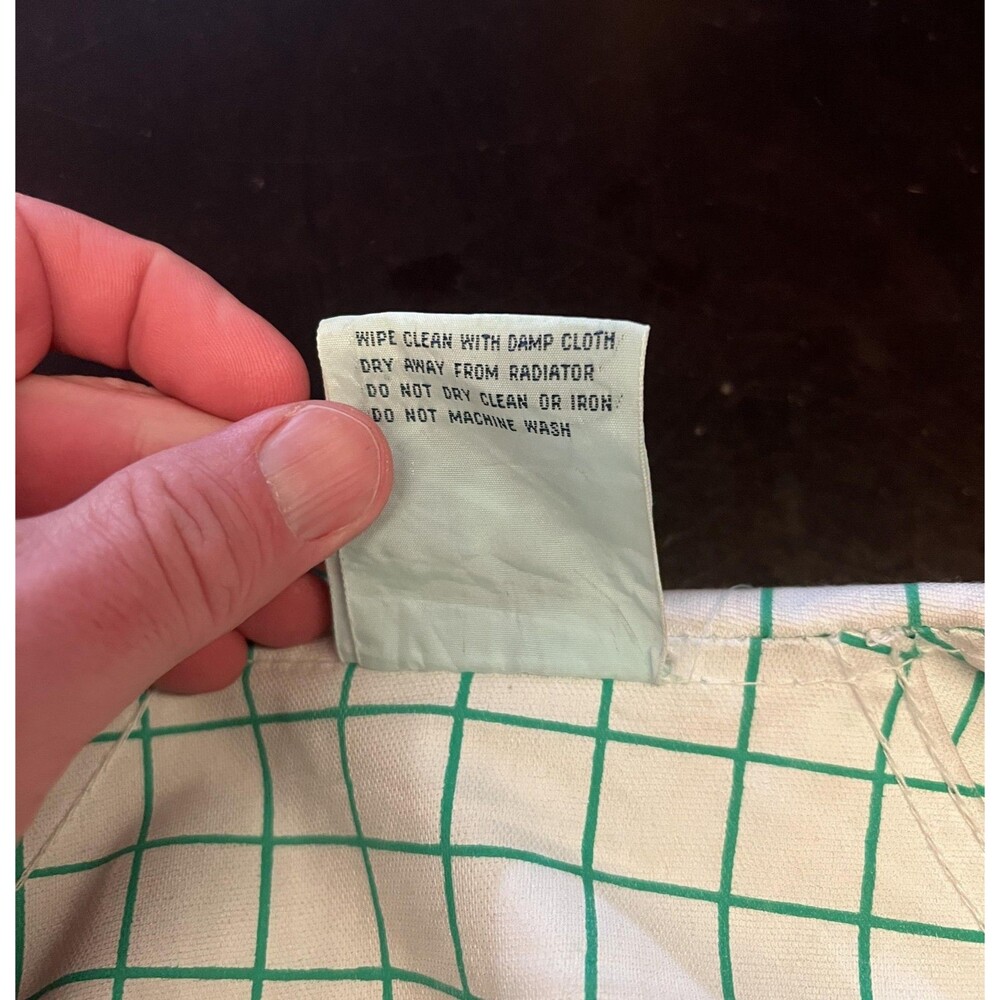 WIPE CLEAN WITH DAMP CLOTH
DRY AWAY FROM RADIATOR
DO NOT DRY CLEAN OR IRON
DO NOT MACHINE WASH